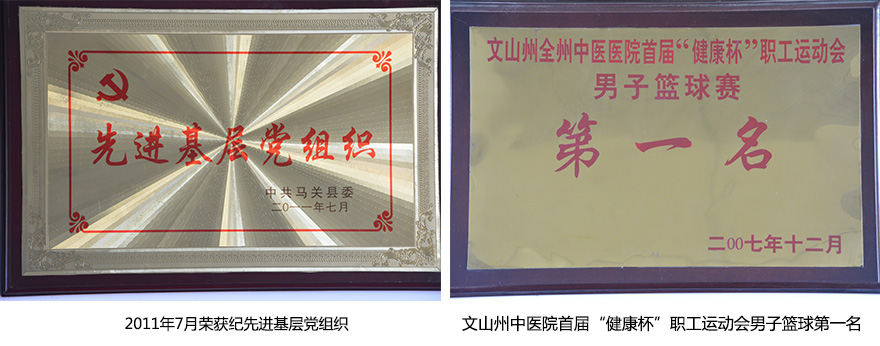 先进基层党组织
中共马关县委
二〇一一年七月
2011年7月荣获纪先进基层党组织
文山州全州中医医院首届“健康杯”职工运动会
男子篮球赛
第一名
二00七年十二月
文山州中医院首届“健康杯”职工运动会男子篮球第一名